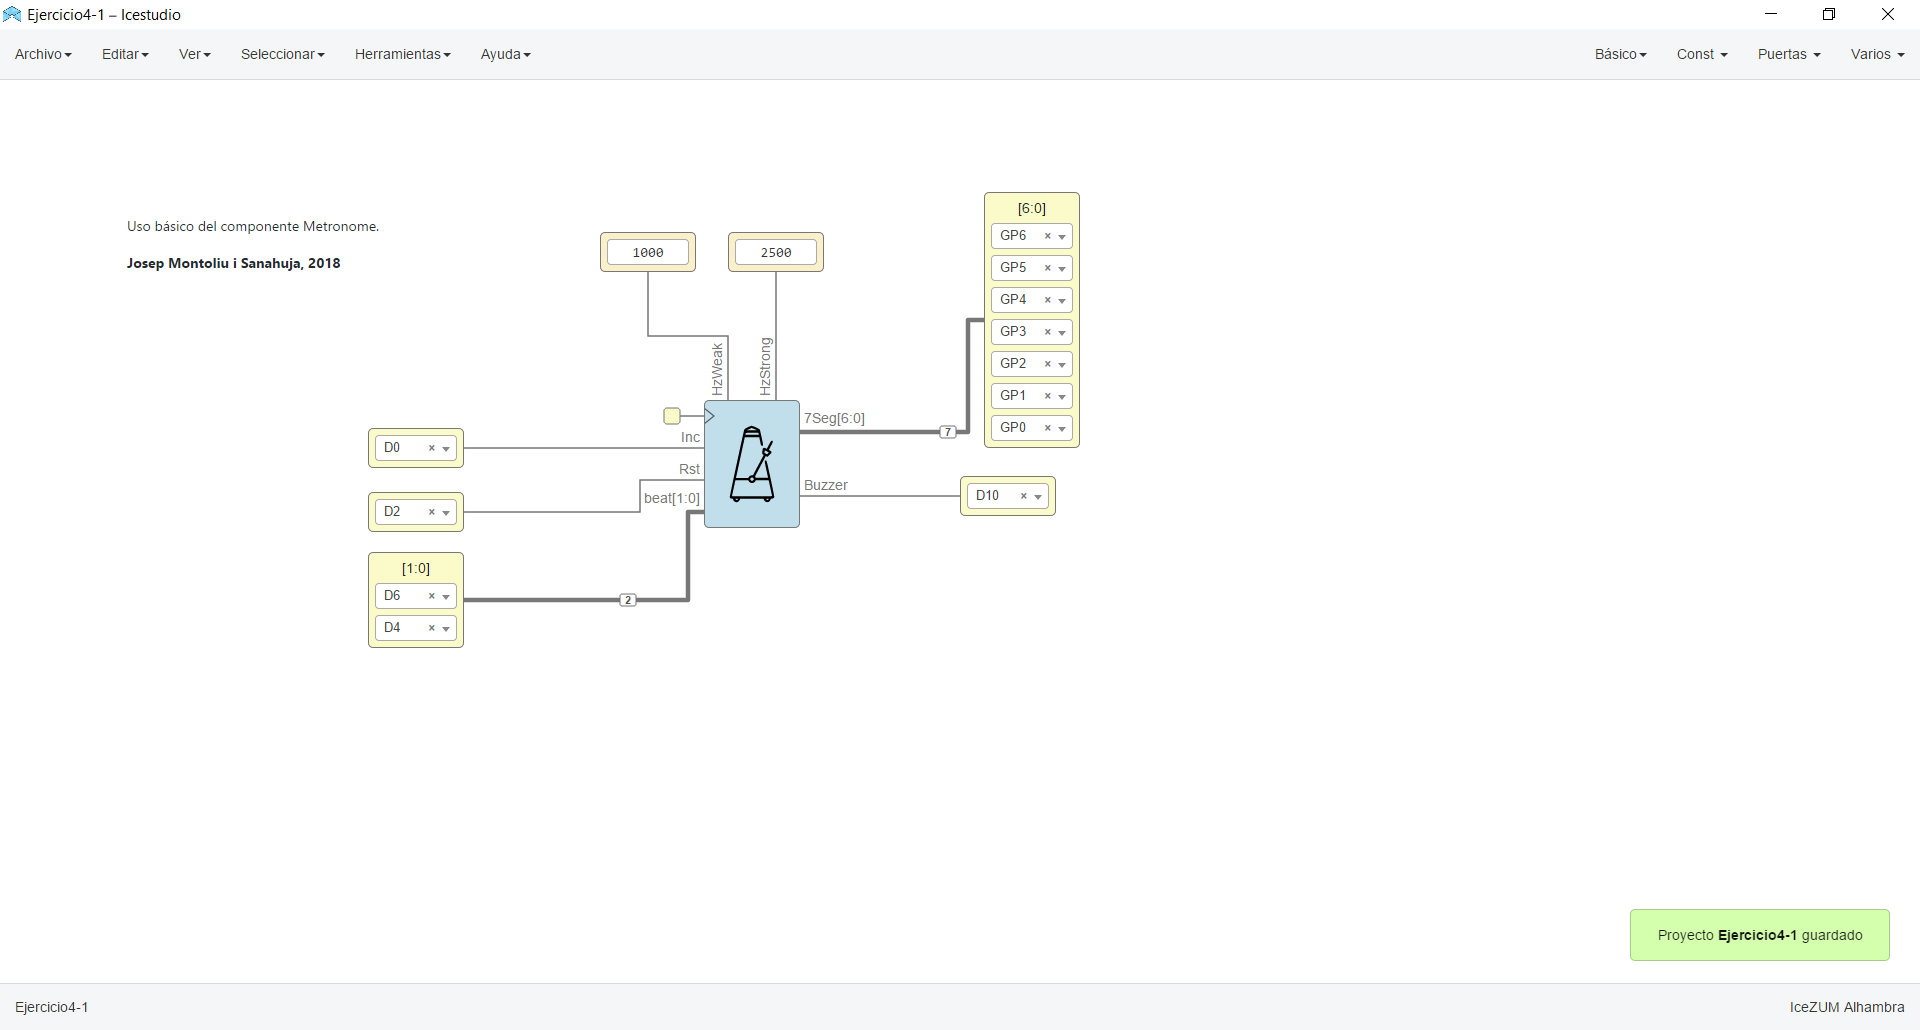 Ejercicio4-1 – Icestudio
Archivo Editar Ver Seleccionar Herramientas Ayuda Básico Const Puertas Varios
Uso básico del componente Metronome.
Josep Montoliu i Sanahuja, 2018
1000
2500
HzWeak
HzStrong
[6:0]
GP6 ×
GP5 ×
GP4 ×
GP3 ×
GP2 ×
GP1 ×
GP0 ×
7Seg[6:0]
7
Inc
D0 ×
Rst
D2 ×
beat[1:0]
Buzzer
D10 ×
[1:0]
D6 ×
D4 ×
2
Proyecto Ejercicio4-1 guardado
Ejercicio4-1
IceZUM Alhambra